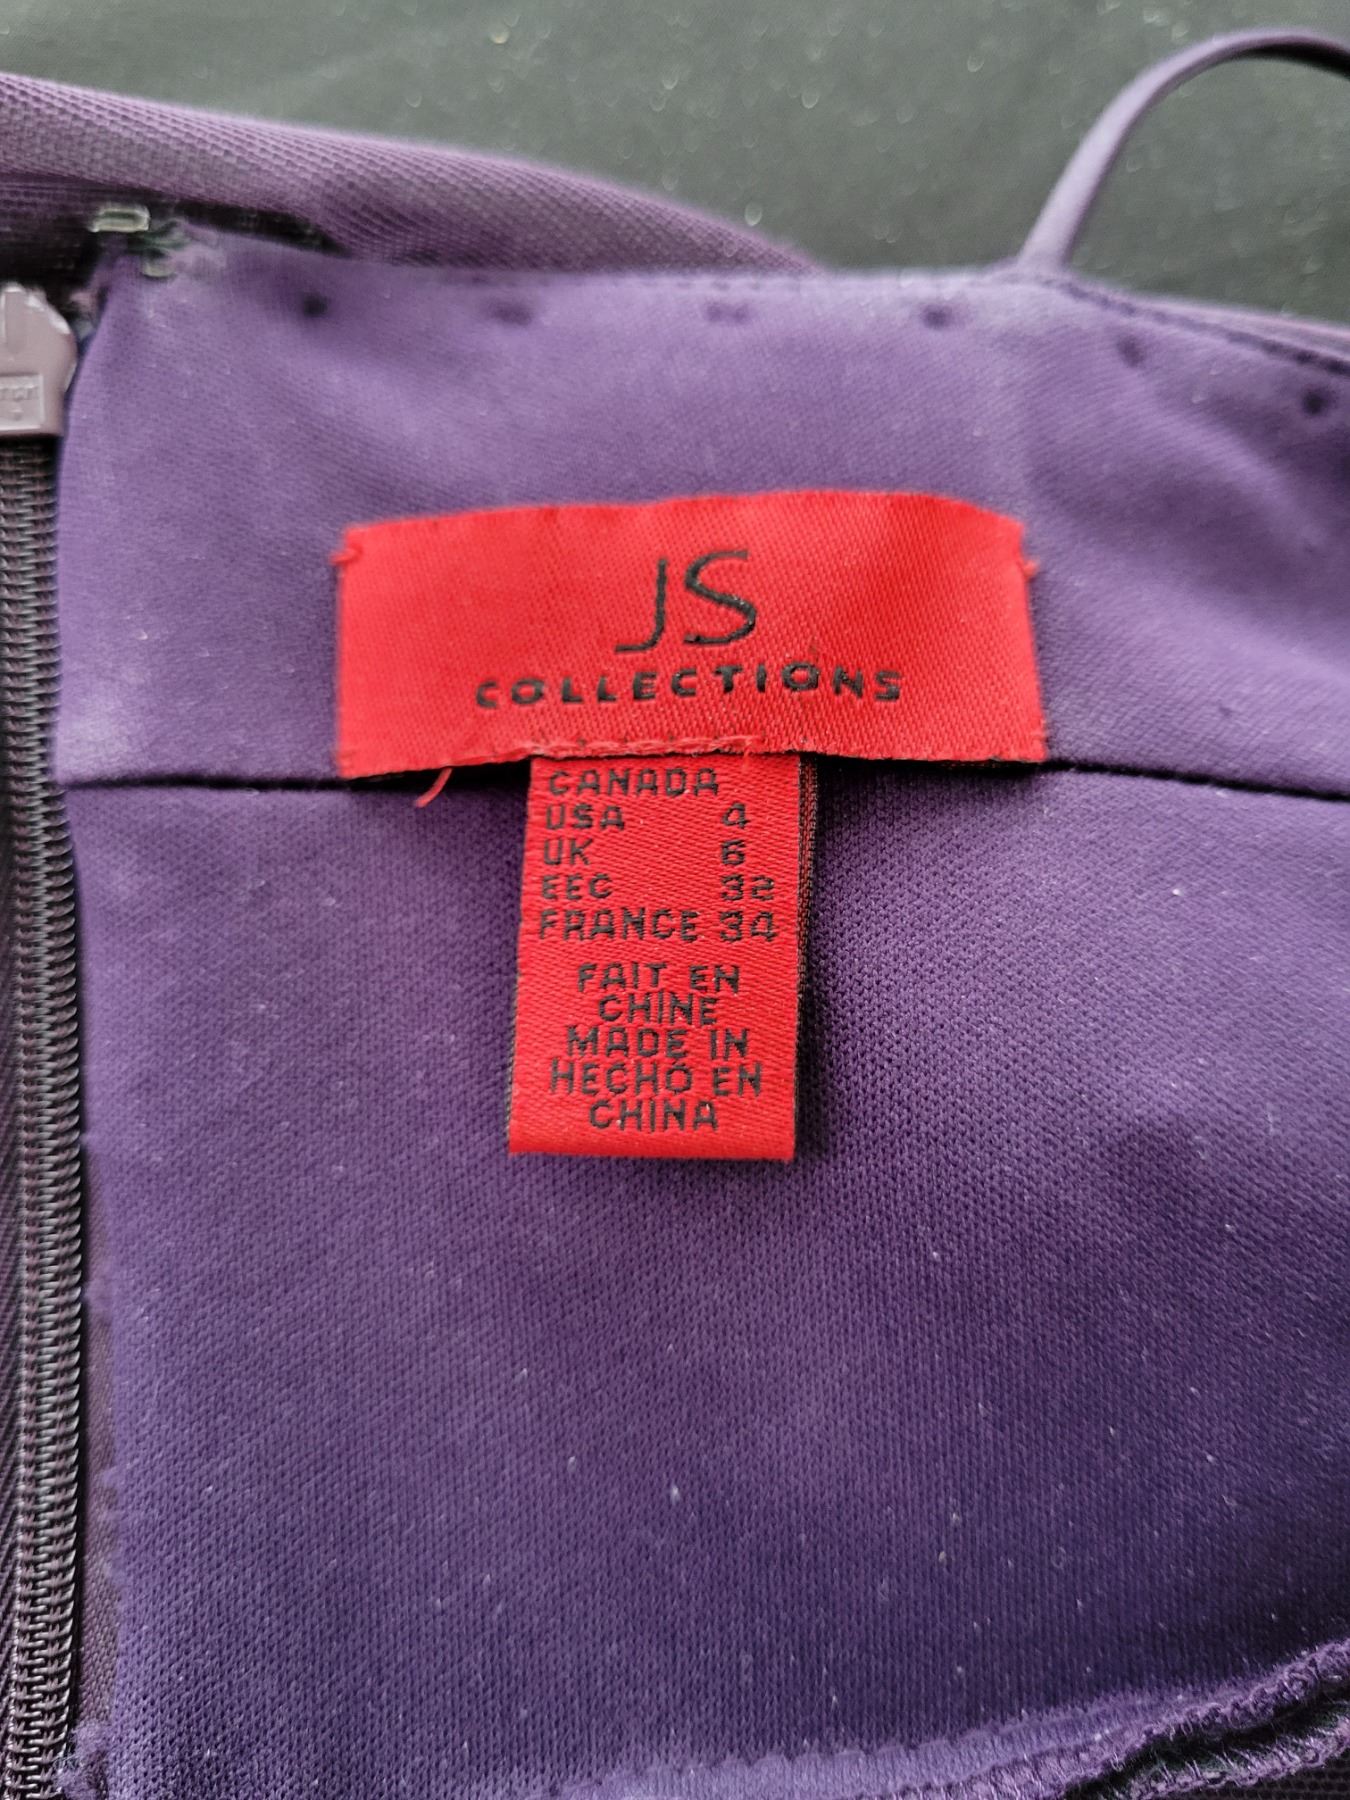 JS
COLLECTIONS
CANADA
USA 4
UK 6
EEC 32
FRANCE 34
FAIT EN
CHINE
MADE IN
HECHO EN
CHINA